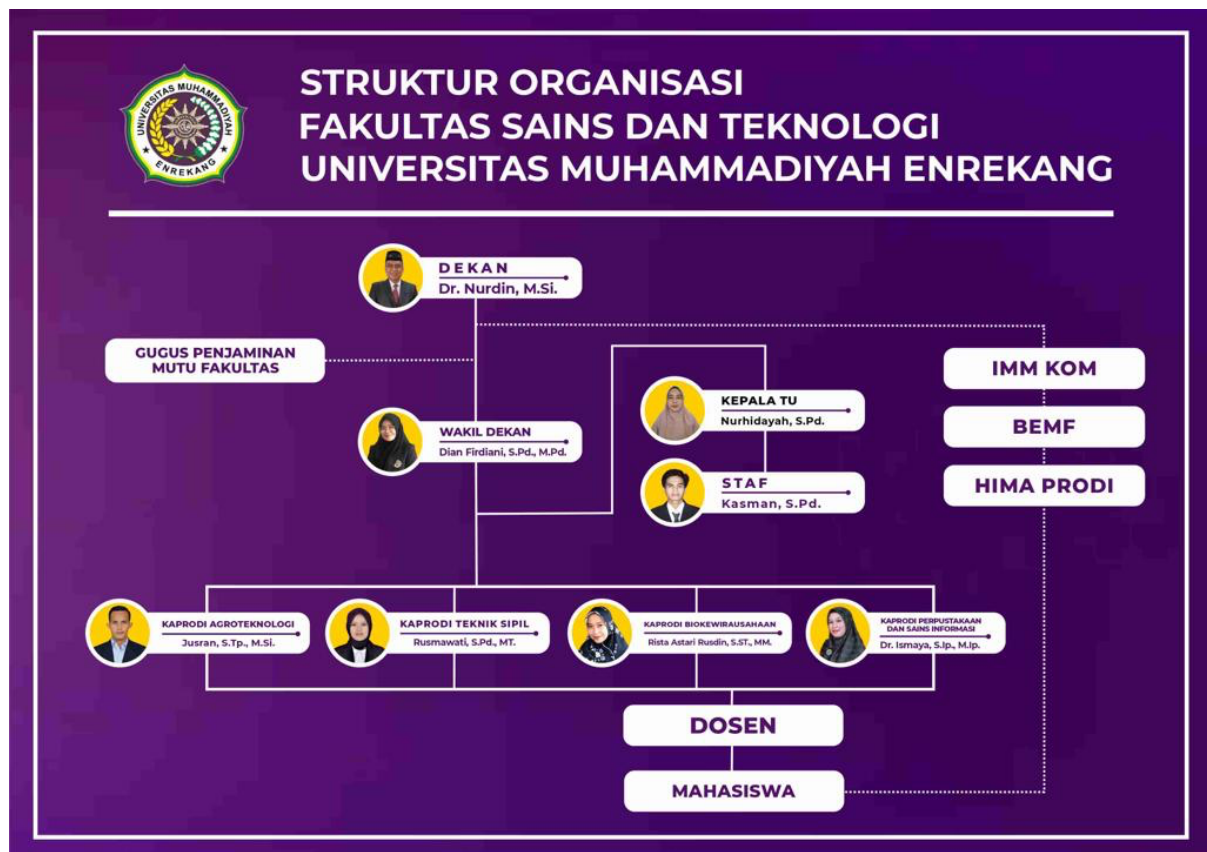 UNIVERSITAS MUHAMMADIYAH
ENREKANG
STRUKTUR ORGANISASI
FAKULTAS SAINS DAN TEKNOLOGI
UNIVERSITAS MUHAMMADIYAH ENREKANG
DEKAN
Dr. Nurdin, M.Si.
GUGUS PENJAMINAN
MUTU FAKULTAS
IMM KOM
KEPALA TU
Nurhidayah, S.Pd.
BEMF
WAKIL DEKAN
Dian Firdiani, S.Pd., M.Pd.
STAF
Kasman, S.Pd.
HIMA PRODI
KAPRODI AGROTEKNOLOGI
Jusran, S.Tp., M.Si.
KAPRODI TEKNIK SIPIL
Rusmawati, S.Pd., MT.
KAPRODI BIOKEWIRAUSAHAAN
Rista Astari Rusdin, S.ST., MM.
KAPRODI PERPUSTAKAAN
DAN SAINS INFORMASI
Dr. Ismaya, S.Ip., M.Ip.
DOSEN
MAHASISWA